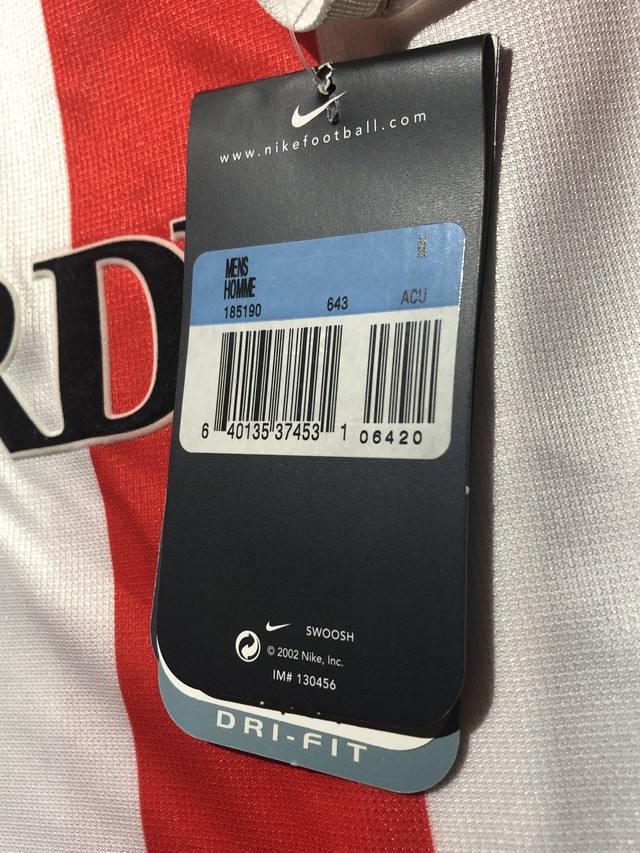 RD
www.nikefootball.com
MENS
HOMME
185190 643 ACU
6 40135 37453 1 06420
SWOOSH
© 2002 Nike, Inc.
IM# 130456
DRI-FIT